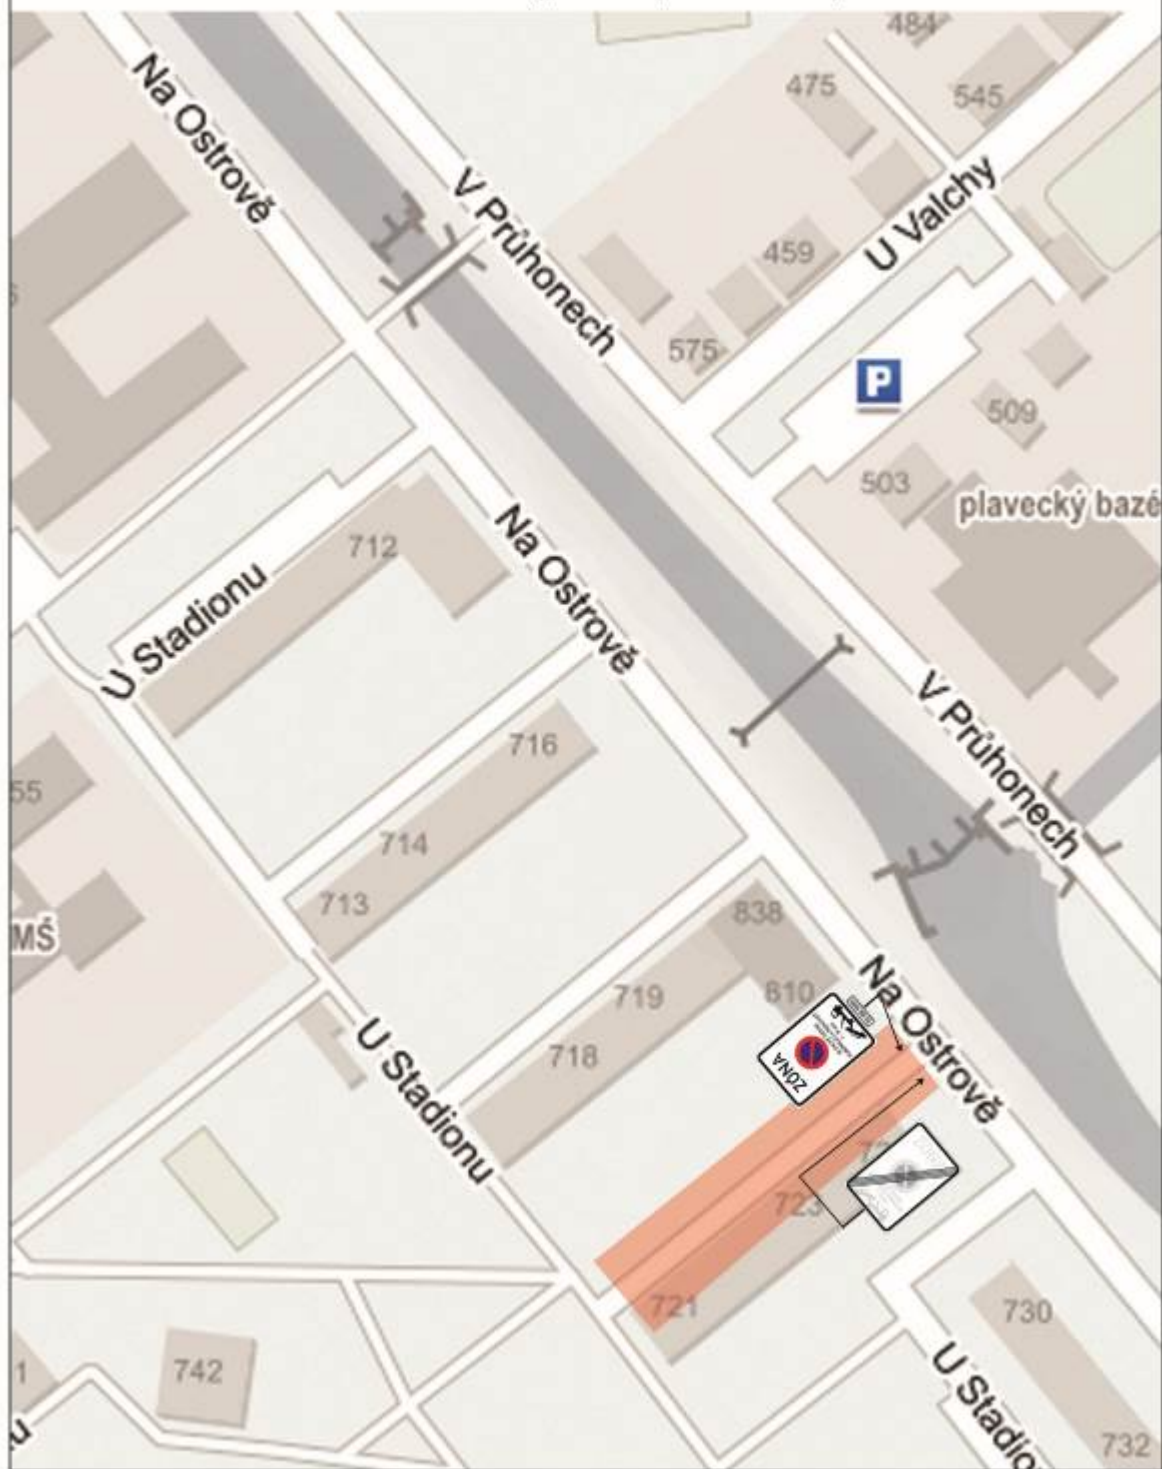 484
475
545
Na Ostrově
V Průhonech
U Valchy
459
575
P
509
503
plavecký bazé
712
Na Ostrově
U Stadionu
716
V Průhonech
55
714
713
MŠ
838
Na Ostrově
719
810
718
ZÓNA
U Stadionu
723
721
730
742
1
U Stadio
732
u